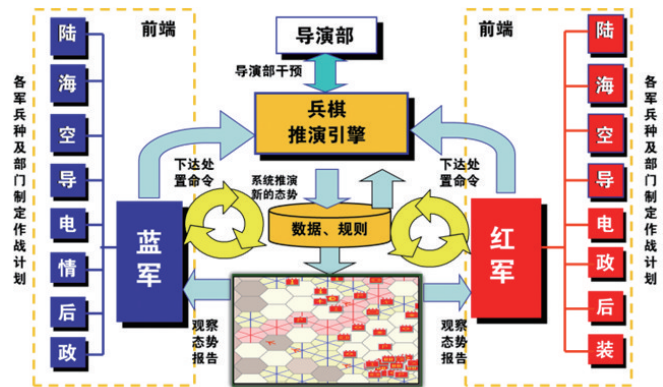 各军兵种及部门制定作战计划
前端
陆
海
空
导
电
情
后
政
蓝军
导演部
导演部干预
兵棋
推演引擎
下达处
置命令
系统推演
新的态势
数据、规则
下达处
置命令
观察
态势
报告
观察
态势
报告
前端
红军
陆
海
空
导
电
政
后
装
各军兵种及部门制定作战计划